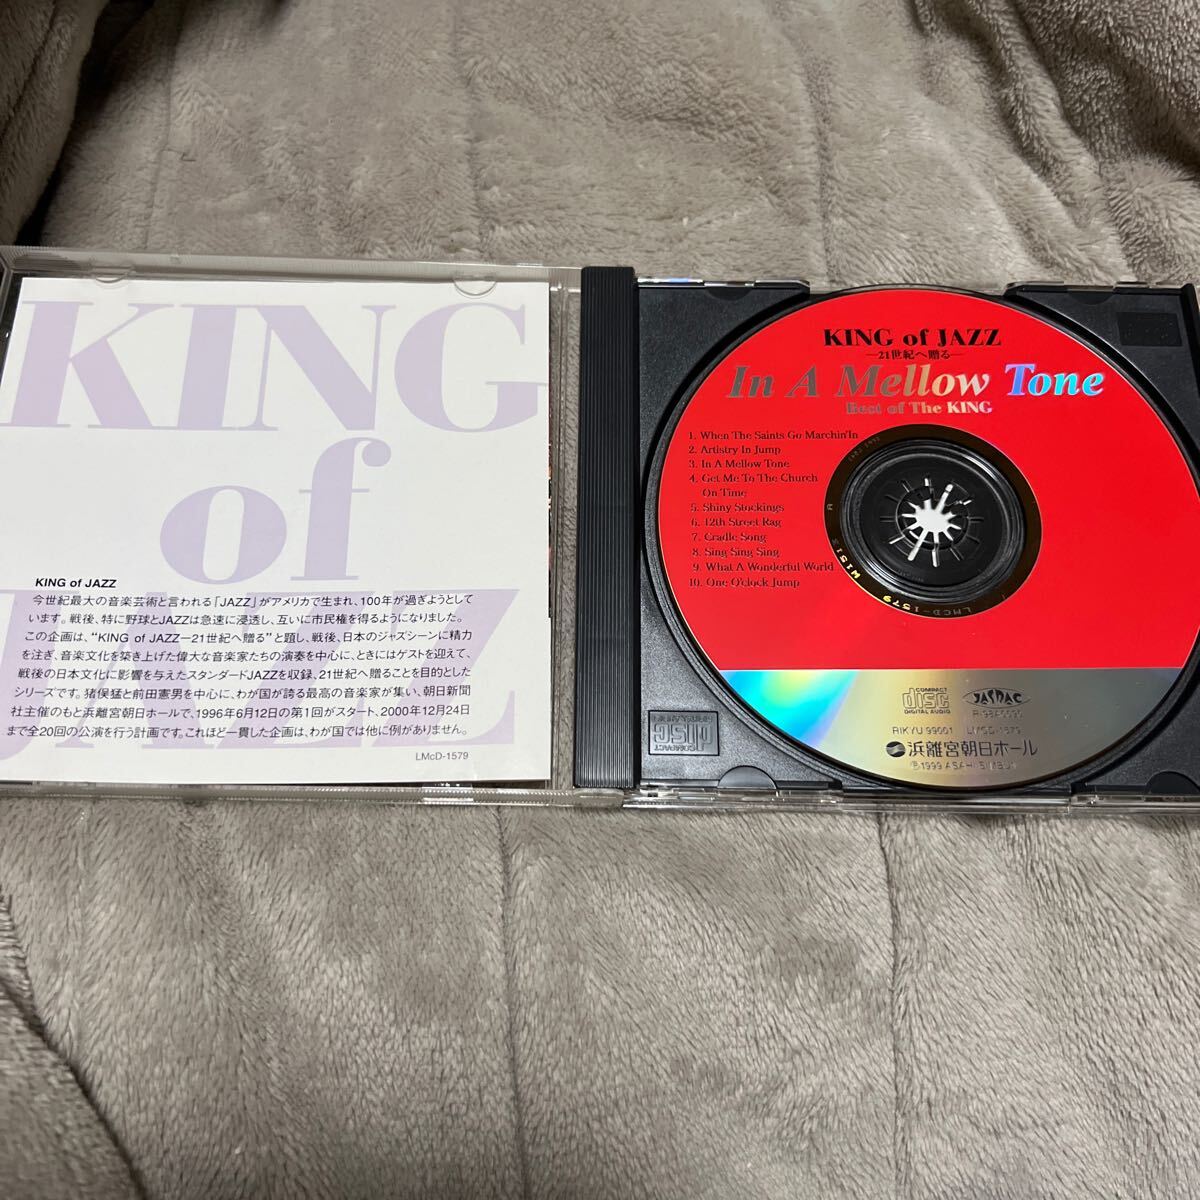 KING
of
JAZZ
KING of JAZZ
今世紀最大の音楽芸術と言われる「JAZZ」がアメリカで生まれ、100年が過ぎようとして
います。戦後、特に野球とJAZZは急速に浸透し、互いに市民権を得るようになりました。
この企画は、“KING of JAZZ—21世紀へ贈る”と題し、戦後、日本のジャズシーンに精力
を注ぎ、音楽文化を築き上げた偉大な音楽家たちの演奏を中心に、ときにはゲストを迎えて、
戦後の日本文化に影響を与えたスタンダードJAZZを収録、21世紀へ贈ることを目的とした
シリーズです。猪俣猛と前田憲男を中心に、わが国が誇る最高の音楽家が集い、朝日新聞
社主催のもと浜離宮朝日ホールで、1996年6月12日の第1回がスタート、2000年12月24日
まで全20回の公演を行う計画です。これほど一貫した企画は、わが国では他に例がありません。
LMcD-1579
KING of JAZZ
—21世紀へ贈る—
In A Mellow Tone
Best of The KING
1. When The Saints Go Marchin'In
2. Artistry In Jump
3. In A Mellow Tone
4. Get Me To The Church
On Time
5. Shiny Stockings
6. 12th Street Rag
7. Cradle Song
8. Sing Sing Sing
9. What A Wonderful World
10. One O'clock Jump
LMCD-1579
COMPACT
disc
DIGITAL AUDIO
JASRAC
RIKYU 99001 LMCD-1579
浜離宮朝日ホール